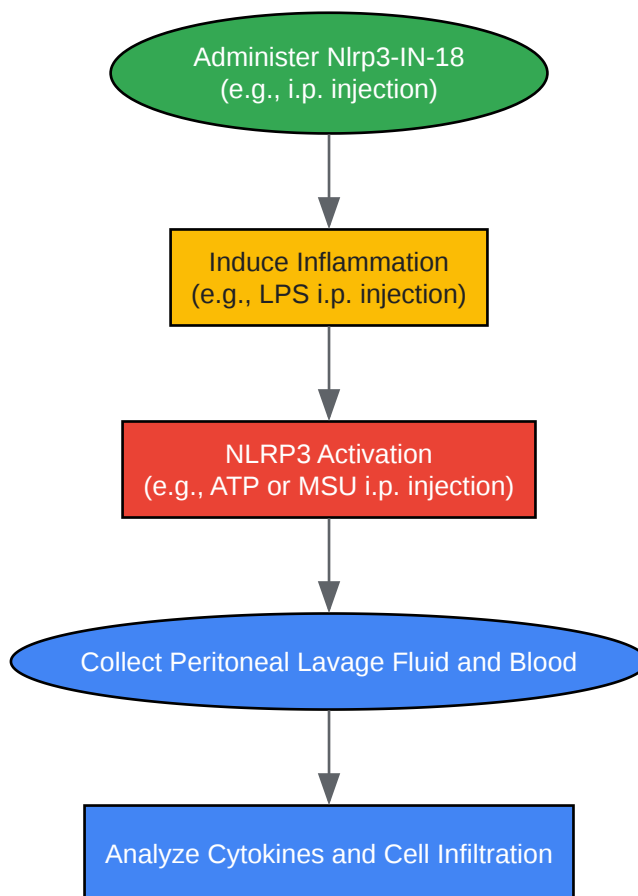 Administer Nlrp3-IN-18
(e.g., i.p. injection)
Induce Inflammation
(e.g., LPS i.p. injection)
NLRP3 Activation
(e.g., ATP or MSU i.p. injection)
Collect Peritoneal Lavage Fluid and Blood
Analyze Cytokines and Cell Infiltration